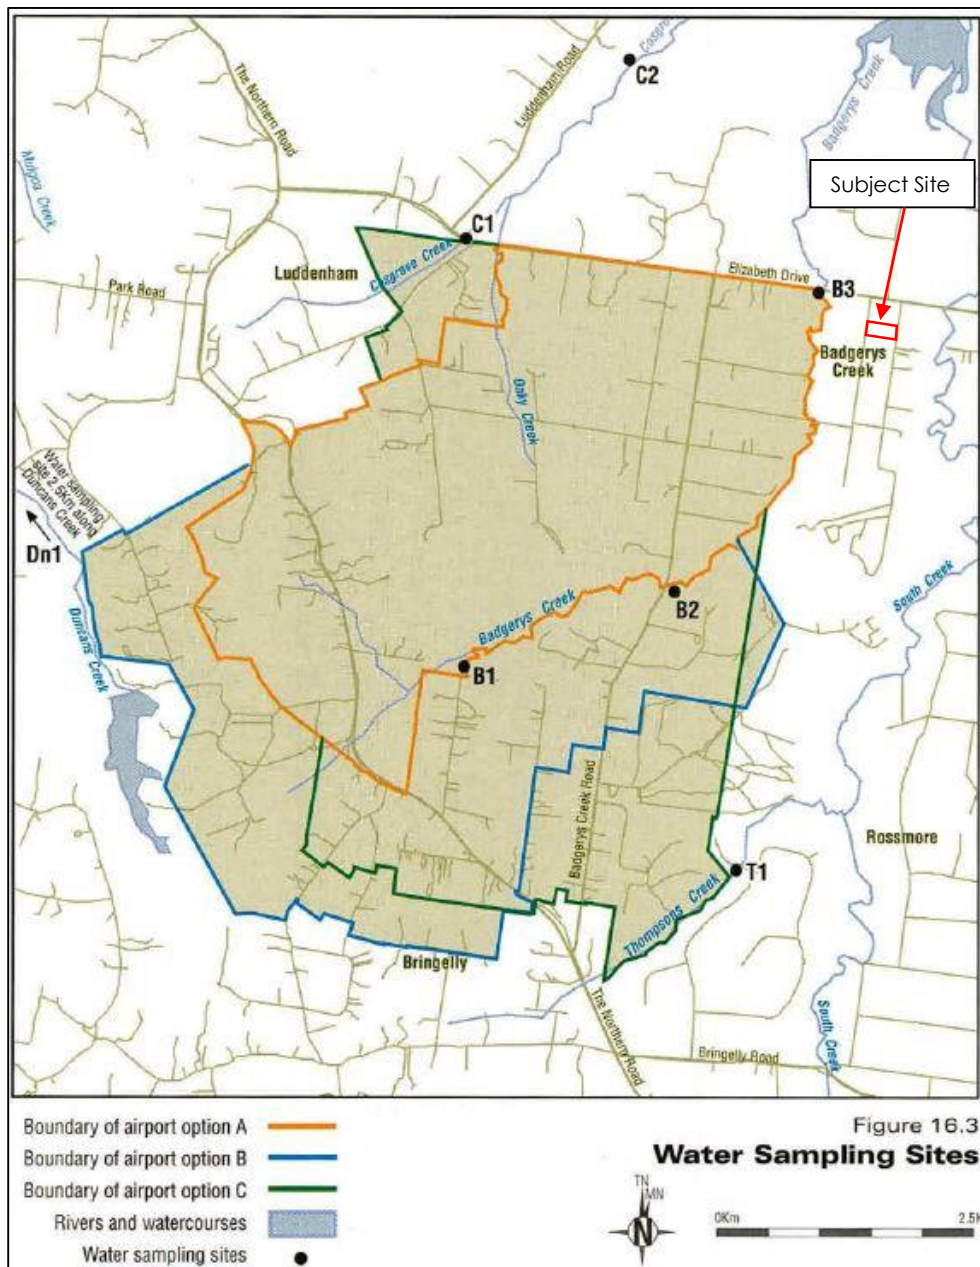 Cosgrove
C2
The Northern Road
Luddenham Road
Badgerys Creek
Mulgoa Creek
Subject Site
C1
Luddenham
Cosgrove Creek
Park Road
Elizabeth Drive
B3
Badgerys
Creek
Oaky Creek
Water sampling
site 2.5Km along
Duncans Creek
Dn1
South Creek
B2
Badgerys Creek
B1
Duncans Creek
Badgerys Creek Road
Rossmore
T1
Thompsons Creek
Bringelly
The Northern Road
South Creek
Bringelly Road
Boundary of airport option A
Boundary of airport option B
Boundary of airport option C
Rivers and watercourses
Water sampling sites
Figure 16.3
Water Sampling Sites
TN
MN
N
0Km